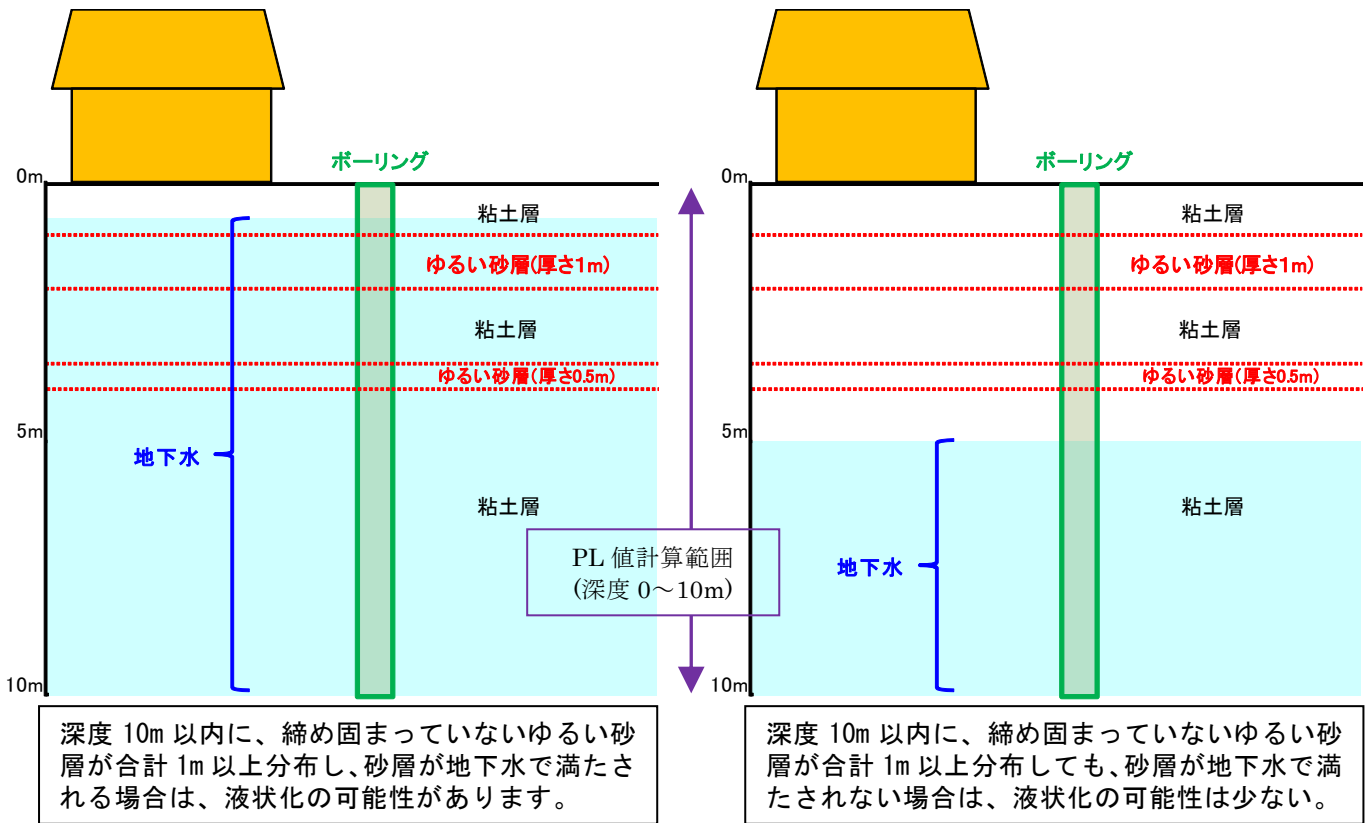 ボーリング
0m
粘土層
ゆるい砂層(厚さ1m)
粘土層
ゆるい砂層(厚さ0.5m)
5m
地下水
粘土層
10m
深度 10m 以内に、締め固まっていないゆるい砂
層が合計 1m 以上分布し、砂層が地下水で満たさ
れる場合は、液状化の可能性があります。
PL 値計算範囲
(深度 0～10m)
ボーリング
0m
粘土層
ゆるい砂層(厚さ1m)
粘土層
ゆるい砂層(厚さ0.5m)
5m
地下水
粘土層
10m
深度 10m 以内に、締め固まっていないゆるい砂
層が合計 1m 以上分布しても、砂層が地下水で満
たされない場合は、液状化の可能性は少ない。